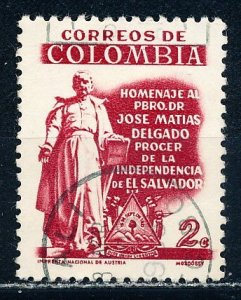 CORREOS DE
COLOMBIA
HOMENAJE AL
PBRO. DR
JOSE MATIAS
DELGADO
PROCER DE
LA
INDEPENDENCIA
DE EL SALVADOR
2c
IMPRENTA NACIONAL DE AUSTRIA
MORODER